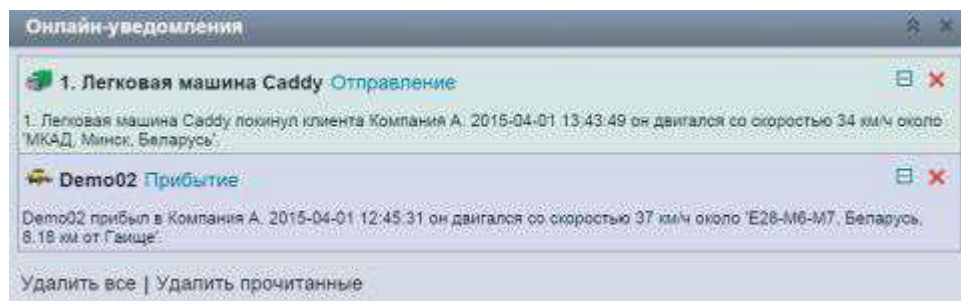 Онлайн-уведомления
1. Легковая машина Caddy Отправление
1. Легковая машина Caddy покинул клиента Компания А. 2015-04-01 13:43:49 он двигался со скоростью 34 км/ч около
'МКАД, Минск, Беларусь'.
Demo02 Прибытие
Demo02 прибыл в Компания А. 2015-04-01 12:45:31 он двигался со скоростью 37 км/ч около 'E28-M6-M7, Беларусь,
8.18 км от Гаище'.
Удалить все | Удалить прочитанные